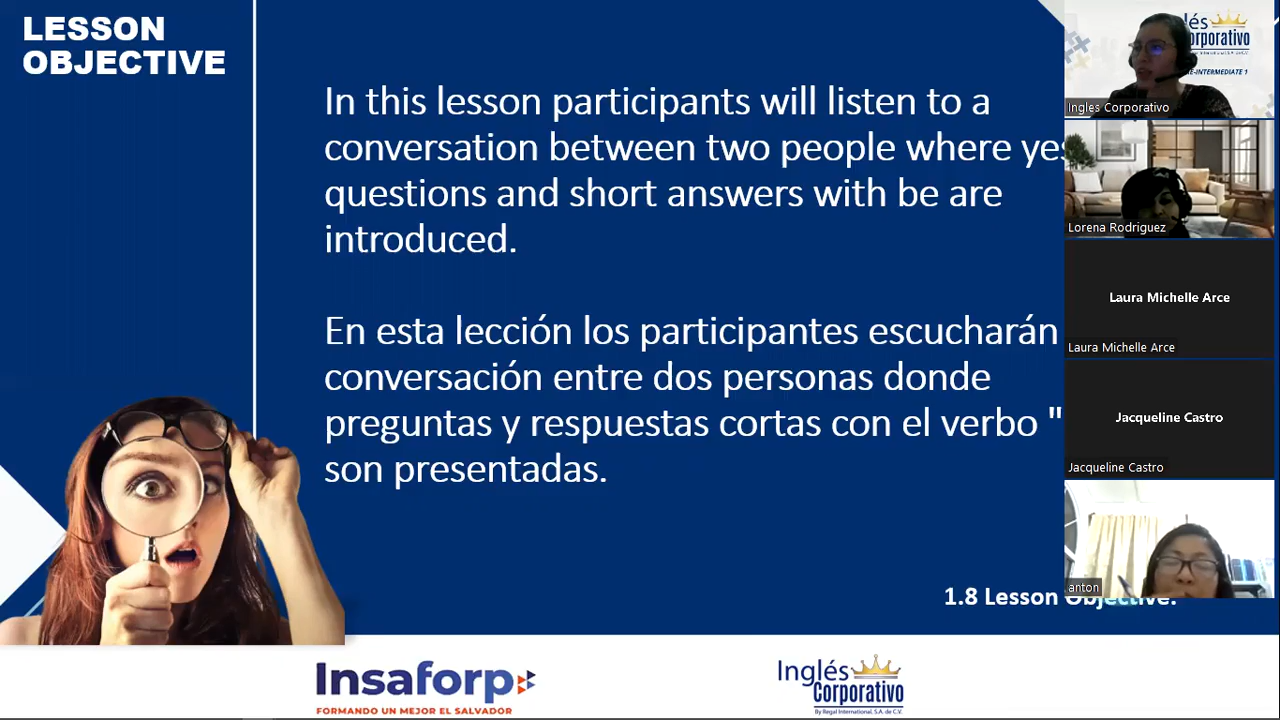 LESSON
OBJECTIVE
In this lesson participants will listen to a
conversation between two people where yes
questions and short answers with be are
introduced.
En esta lección los participantes escucharán
conversación entre dos personas donde
preguntas y respuestas cortas con el verbo "
son presentadas.
1.8 Lesson Objective.
Insaforp
FORMANDO UN MEJOR EL SALVADOR
Inglés
Corporativo
By Regal International, S.A. de C.V.
Ingles Corporativo
Lorena Rodriguez
Laura Michelle Arce
Laura Michelle Arce
Jacqueline Castro
Jacqueline Castro
anton